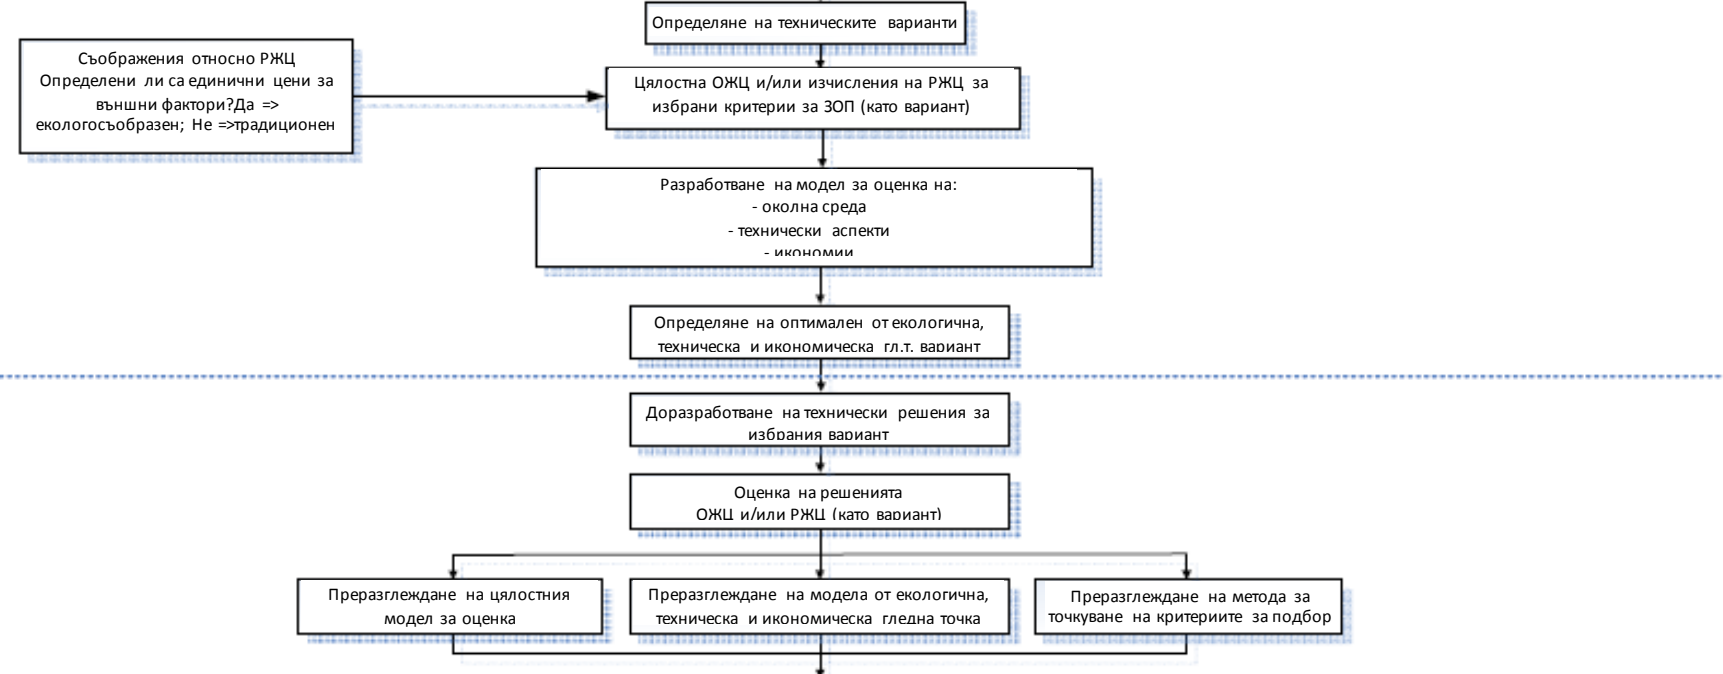 Определяне на техническите варианти
Съображения относно РЖЦ
Определени ли са единични цени за
външни фактори?Да =>
екологосъобразен; Не =>традиционен
Цялостна ОЖЦ и/или изчисления на РЖЦ за
избрани критерии за ЗОП (като вариант)
Разработване на модел за оценка на:
- околна среда
- технически аспекти
- икономии
Определяне на оптимален от екологична,
техническа и икономическа гл.т. вариант
Доразработване на технически решения за
избрания вариант
Оценка на решенията
ОЖЦ и/или РЖЦ (като вариант)
Преразглеждане на цялостния
модел за оценка
Преразглеждане на модела от екологична,
техническа и икономическа гледна точка
Преразглеждане на метода за
точкуване на критериите за подбор